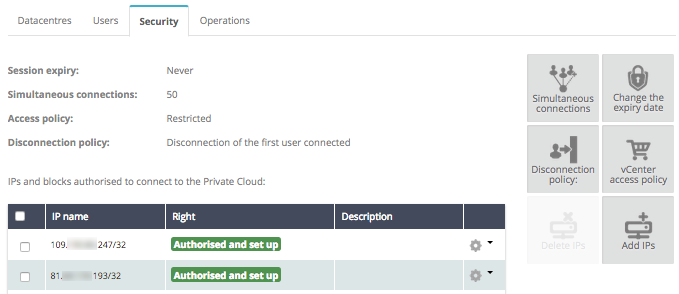 Datacentres Users Security Operations
Session expiry: Never
Simultaneous connections: 50
Access policy: Restricted
Disconnection policy: Disconnection of the first user connected
IPs and blocks authorised to connect to the Private Cloud:
IP name Right Description
109. 247/32 Authorised and set up
81. 193/32 Authorised and set up
Simultaneous
connections
Change the
expiry date
Disconnection
policy:
vCenter
access policy
Delete IPs
Add IPs